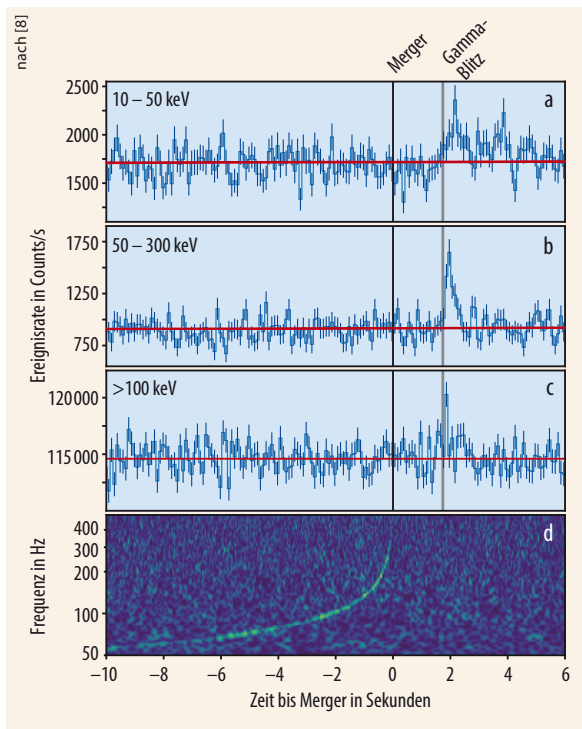 nach [8]
Merger
Gamma-
Blitz
Ereignisrate in Counts/s
2500
2000
1500
10 – 50 keV
a
1750
1250
750
50 – 300 keV
b
120000
115000
>100 keV
c
Frequenz in Hz
400
300
200
100
50
d
−10 −8 −6 −4 −2 0 2 4 6
Zeit bis Merger in Sekunden